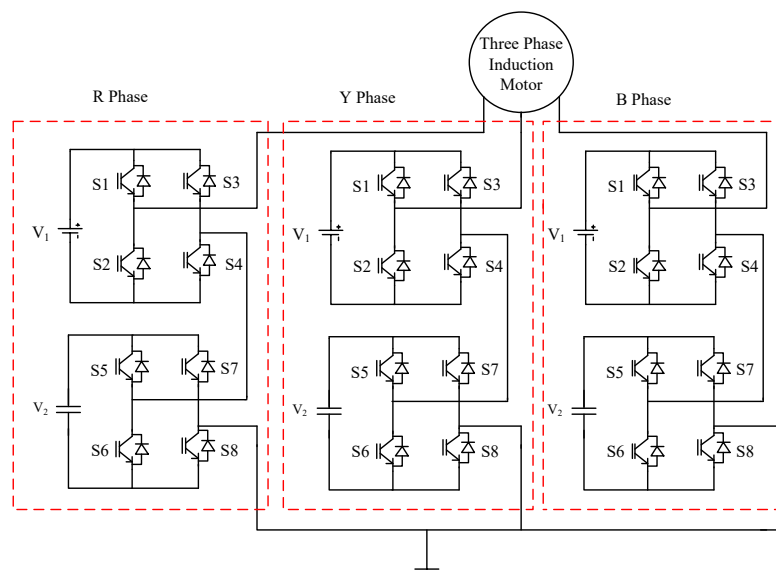 Three Phase
Induction
Motor
R Phase
Y Phase
B Phase
S1
S3
V1
S2
S4
S5
S7
V2
S6
S8
S1
S3
V1
S2
S4
S5
S7
V2
S6
S8
S1
S3
V1
S2
S4
S5
S7
V2
S6
S8